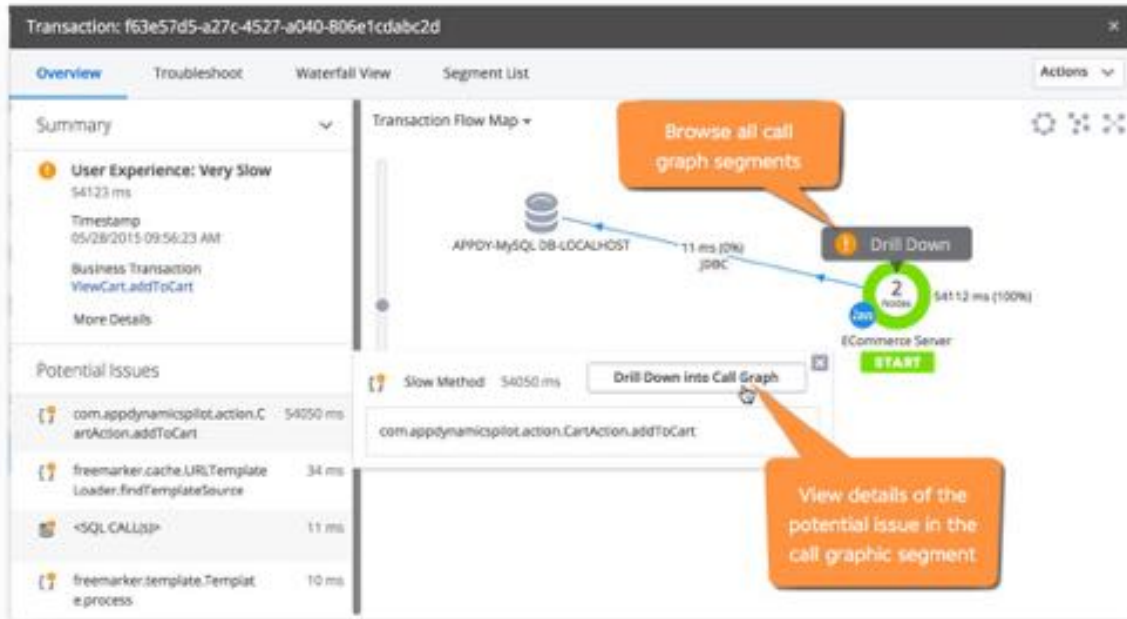 Transaction: f63e57d5-a27c-4527-a040-806e1cdabc2d
Overview Troubleshoot Waterfall View Segment List Actions
Summary
User Experience: Very Slow
54123 ms
Timestamp
05/28/2015 09:56:23 AM
Business Transaction
ViewCart.addToCart
More Details
Potential Issues
com.appdynamicspilot.action.C 54050 ms
artAction.addToCart
freemarker.cache.URLTemplate 34 ms
Loader.findTemplateSource
<SQL CALL(s)> 11 ms
freemarker.template.Templat 10 ms
e.process
Transaction Flow Map
Browse all call
graph segments
APPDY-MySQL DB-LOCALHOST
11 ms (0%)
JDBC
Drill Down
2
Nodes
Java
54112 ms (100%)
ECommerce Server
START
Slow Method 54050 ms Drill Down into Call Graph
com.appdynamicspilot.action.CartAction.addToCart
View details of the
potential issue in the
call graphic segment